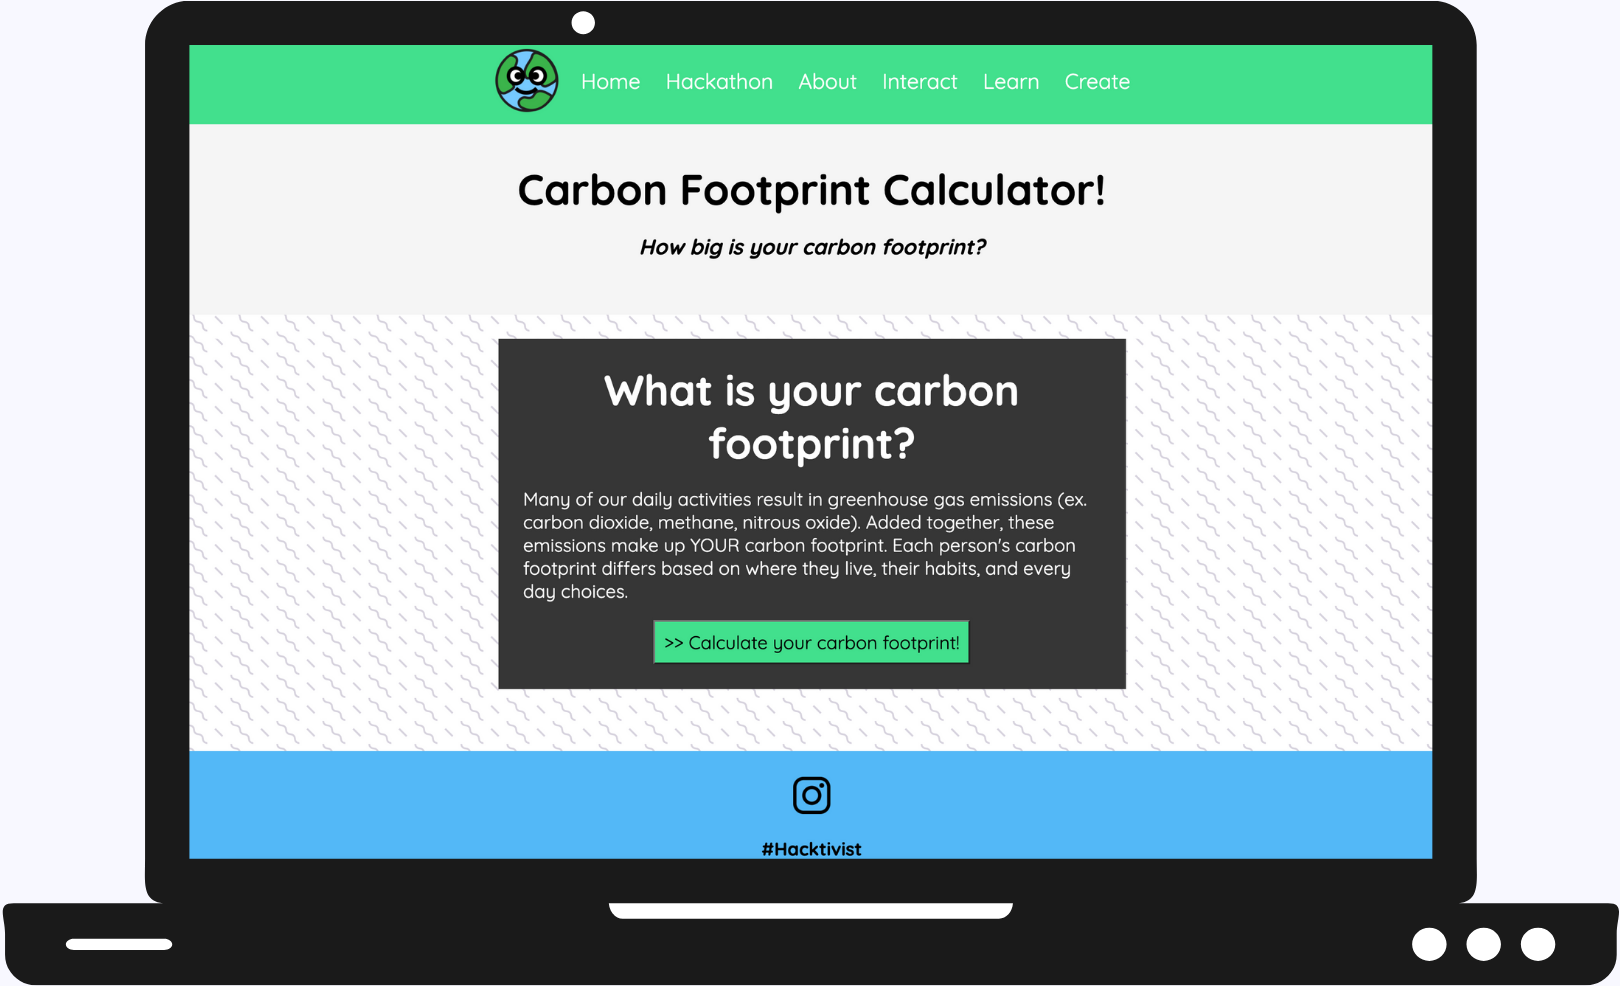 Home Hackathon About Interact Learn Create
Carbon Footprint Calculator!
How big is your carbon footprint?
What is your carbon
footprint?
Many of our daily activities result in greenhouse gas emissions (ex.
carbon dioxide, methane, nitrous oxide). Added together, these
emissions make up YOUR carbon footprint. Each person's carbon
footprint differs based on where they live, their habits, and every
day choices.
>> Calculate your carbon footprint!
#Hacktivist